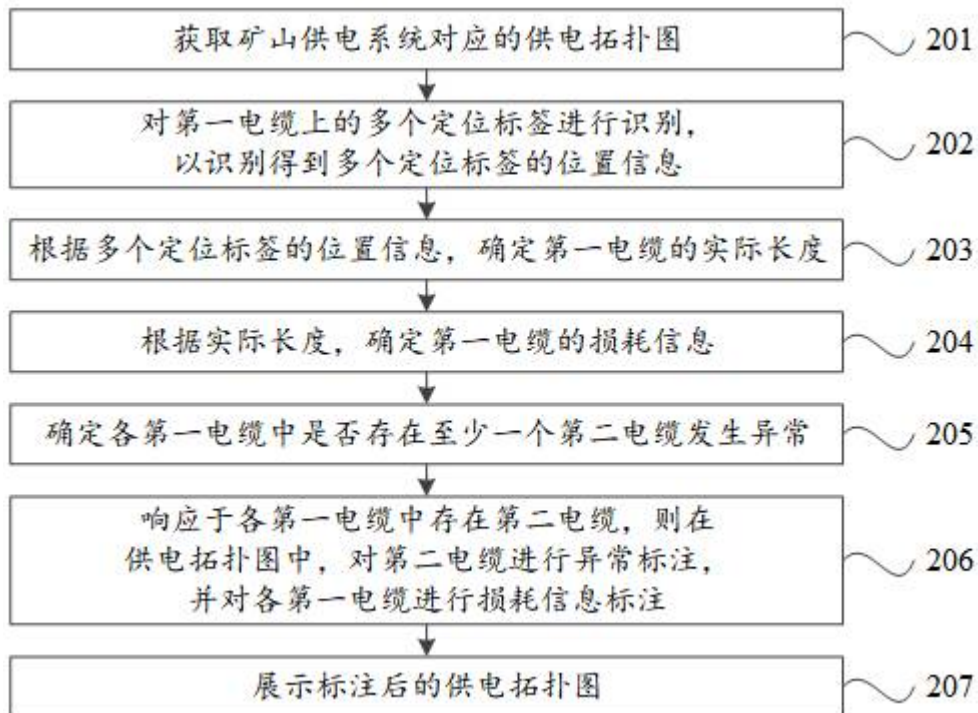 获取矿山供电系统对应的供电拓扑图
201
对第一电缆上的多个定位标签进行识别，
以识别得到多个定位标签的位置信息
202
根据多个定位标签的位置信息，确定第一电缆的实际长度
203
根据实际长度，确定第一电缆的损耗信息
204
确定各第一电缆中是否存在至少一个第二电缆发生异常
205
响应于各第一电缆中存在第二电缆，则在
供电拓扑图中，对第二电缆进行异常标注，
并对各第一电缆进行损耗信息标注
206
展示标注后的供电拓扑图
207